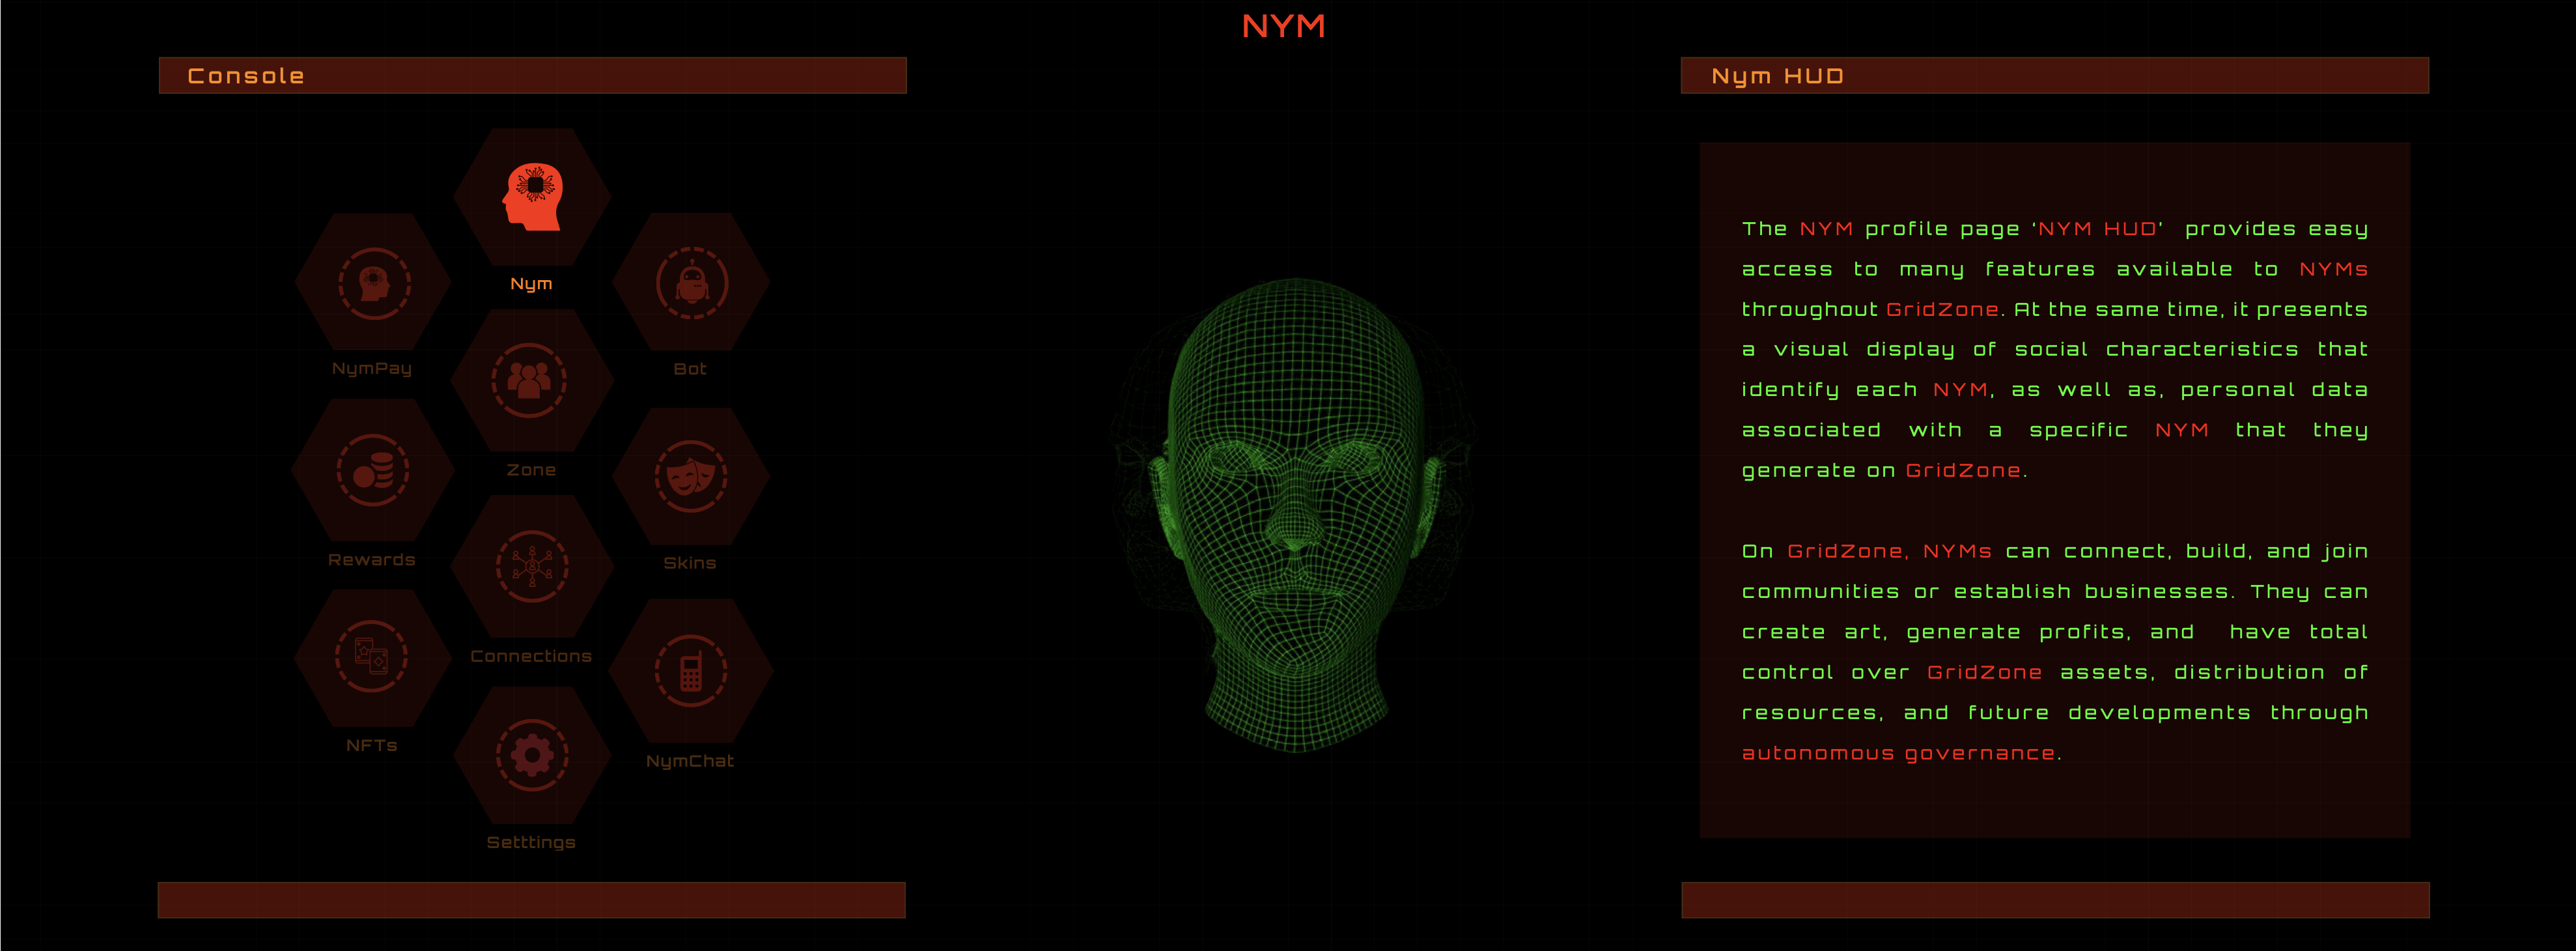 NYM
Console
Nym HUD
Nym
NymPay
Bot
Zone
Rewards
Skins
Connections
NFTs
NymChat
Setttings
The NYM profile page ‘NYM HUD’ provides easy
access to many features available to NYMs
throughout GridZone. At the same time, it presents
a visual display of social characteristics that
identify each NYM, as well as, personal data
associated with a specific NYM that they
generate on GridZone.
On GridZone, NYMs can connect, build, and join
communities or establish businesses. They can
create art, generate profits, and have total
control over GridZone assets, distribution of
resources, and future developments through
autonomous governance.